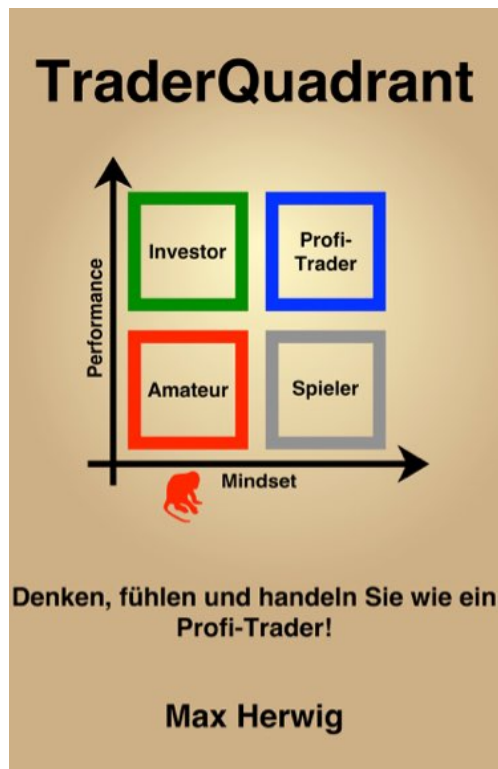 TraderQuadrant
Performance
Investor
Profi-
Trader
Amateur
Spieler
Mindset
Denken, fühlen und handeln Sie wie ein
Profi-Trader!
Max Herwig